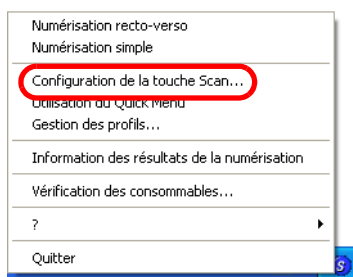 Numérisation recto-verso
Numérisation simple
Configuration de la touche Scan...
Utilisation du Quick Menu
Gestion des profils...
Information des résultats de la numérisation
Vérification des consommables...
?
Quitter
S